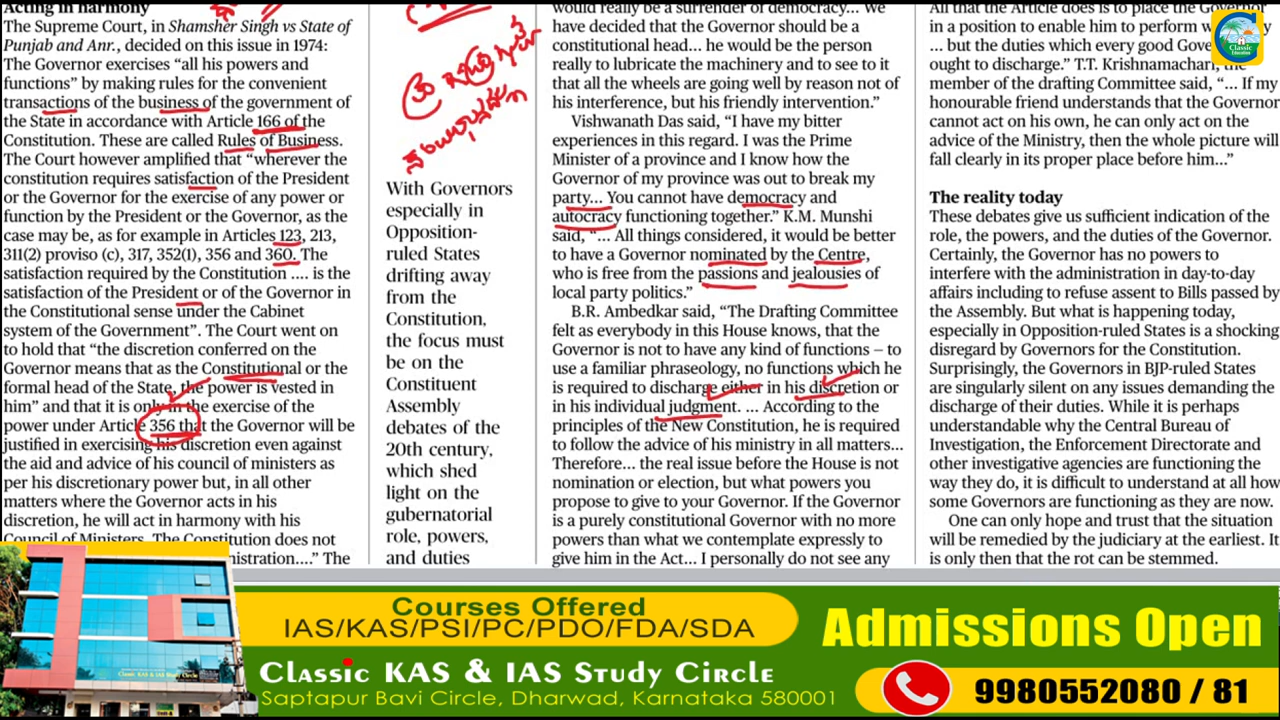 Acting in harmony
The Supreme Court, in Shamsher Singh vs State of
Punjab and Anr., decided on this issue in 1974:
The Governor exercises “all his powers and
functions” by making rules for the convenient
transactions of the business of the government of
the State in accordance with Article 166 of the
Constitution. These are called Rules of Business.
The Court however amplified that “wherever the
constitution requires satisfaction of the President
or the Governor for the exercise of any power or
function by the President or the Governor, as the
case may be, as for example in Articles 123, 213,
311(2) proviso (c), 317, 352(1), 356 and 360. The
satisfaction required by the Constitution .... is the
satisfaction of the President or of the Governor in
the Constitutional sense under the Cabinet
system of the Government”. The Court went on
to hold that “the discretion conferred on the
Governor means that as the Constitutional or the
formal head of the State, the power is vested in
him” and that it is only in the exercise of the
power under Article 356 that the Governor will be
justified in exercising his discretion even against
the aid and advice of his council of ministers as
per his discretionary power but, in all other
matters where the Governor acts in his
discretion, he will act in harmony with his
Council of Ministers. The Constitution does not
nistration....” The
With Governors
especially in
Opposition-
ruled States
drifting away
from the
Constitution,
the focus must
be on the
Constituent
Assembly
debates of the
20th century,
which shed
light on the
gubernatorial
role, powers,
and duties
would really be a surrender of democracy... We
have decided that the Governor should be a
constitutional head... he would be the person
really to lubricate the machinery and to see to it
that all the wheels are going well by reason not of
his interference, but his friendly intervention.”
Vishwanath Das said, “I have my bitter
experiences in this regard. I was the Prime
Minister of a province and I know how the
Governor of my province was out to break my
party... You cannot have democracy and
autocracy functioning together.” K.M. Munshi
said, “... All things considered, it would be better
to have a Governor nominated by the Centre,
who is free from the passions and jealousies of
local party politics.”
B.R. Ambedkar said, “The Drafting Committee
felt as everybody in this House knows, that the
Governor is not to have any kind of functions – to
use a familiar phraseology, no functions which he
is required to discharge either in his discretion or
in his individual judgment. ... According to the
principles of the New Constitution, he is required
to follow the advice of his ministry in all matters...
Therefore... the real issue before the House is not
nomination or election, but what powers you
propose to give to your Governor. If the Governor
is a purely constitutional Governor with no more
powers than what we contemplate expressly to
give him in the Act... I personally do not see any
All that the Article does is to place the Governor
in a position to enable him to perform
... but the duties which every good
ought to discharge.” T.T. Krishnamachari, the
member of the drafting Committee said, “... If my
honourable friend understands that the Governor
cannot act on his own, he can only act on the
advice of the Ministry, then the whole picture will
fall clearly in its proper place before him...”
The reality today
These debates give us sufficient indication of the
role, the powers, and the duties of the Governor.
Certainly, the Governor has no powers to
interfere with the administration in day-to-day
affairs including to refuse assent to Bills passed by
the Assembly. But what is happening today,
especially in Opposition-ruled States is a shocking
disregard by Governors for the Constitution.
Surprisingly, the Governors in BJP-ruled States
are singularly silent on any issues demanding the
discharge of their duties. While it is perhaps
understandable why the Central Bureau of
Investigation, the Enforcement Directorate and
other investigative agencies are functioning the
way they do, it is difficult to understand at all how
some Governors are functioning as they are now.
One can only hope and trust that the situation
will be remedied by the judiciary at the earliest. It
is only then that the rot can be stemmed.
Classic
Education
Courses Offered
IAS/KAS/PSI/PC/PDO/FDA/SDA
Classic KAS & IAS Study Circle
Saptapur Bavi Circle, Dharwad, Karnataka 580001
Admissions Open
9980552080 / 81